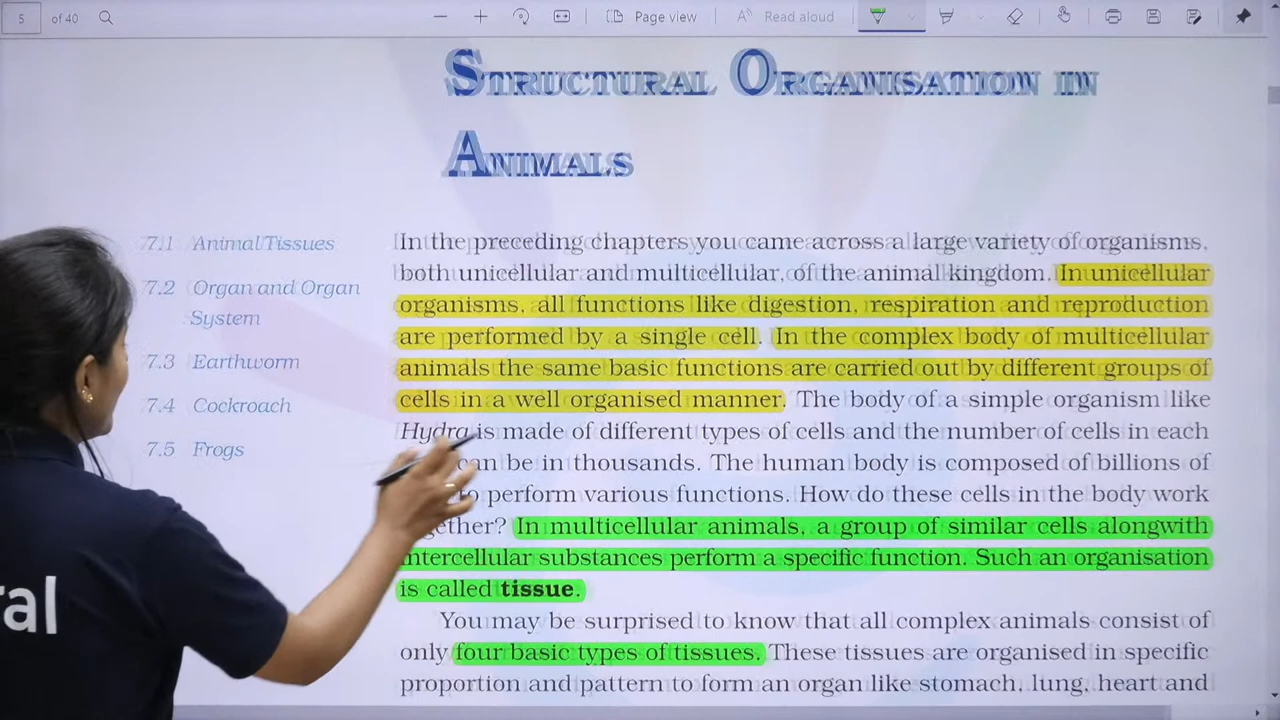 5 of 40 Page view Read aloud
STRUCTURAL ORGANISATION IN
ANIMALS
7.1 Animal Tissues
7.2 Organ and Organ
System
7.3 Earthworm
7.4 Cockroach
7.5 Frogs
In the preceding chapters you came across a large variety of organisms,
both unicellular and multicellular, of the animal kingdom. In unicellular
organisms, all functions like digestion, respiration and reproduction
are performed by a single cell. In the complex body of multicellular
animals the same basic functions are carried out by different groups of
cells in a well organised manner. The body of a simple organism like
Hydra is made of different types of cells and the number of cells in each
can be in thousands. The human body is composed of billions of
to perform various functions. How do these cells in the body work
ether? In multicellular animals, a group of similar cells alongwith
intercellular substances perform a specific function. Such an organisation
is called tissue.
You may be surprised to know that all complex animals consist of
only four basic types of tissues. These tissues are organised in specific
proportion and pattern to form an organ like stomach, lung, heart and
ral